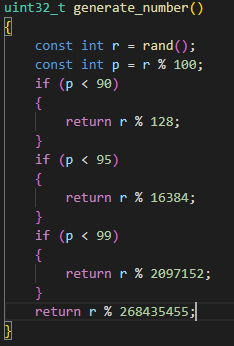 uint32_t generate_number()
{
    const int r = rand();
    const int p = r % 100;
    if (p < 90)
    {
        return r % 128;
    }
    if (p < 95)
    {
        return r % 16384;
    }
    if (p < 99)
    {
        return r % 2097152;
    }
    return r % 268435455;
}